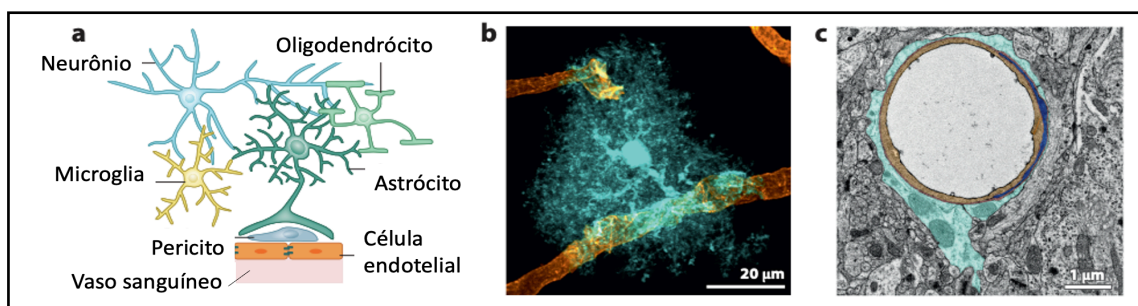 a
Neurônio
Oligodendrócito
Microglia
Astrócito
Pericito
Célula
endotelial
Vaso sanguíneo
b
20 µm
c
1 µm